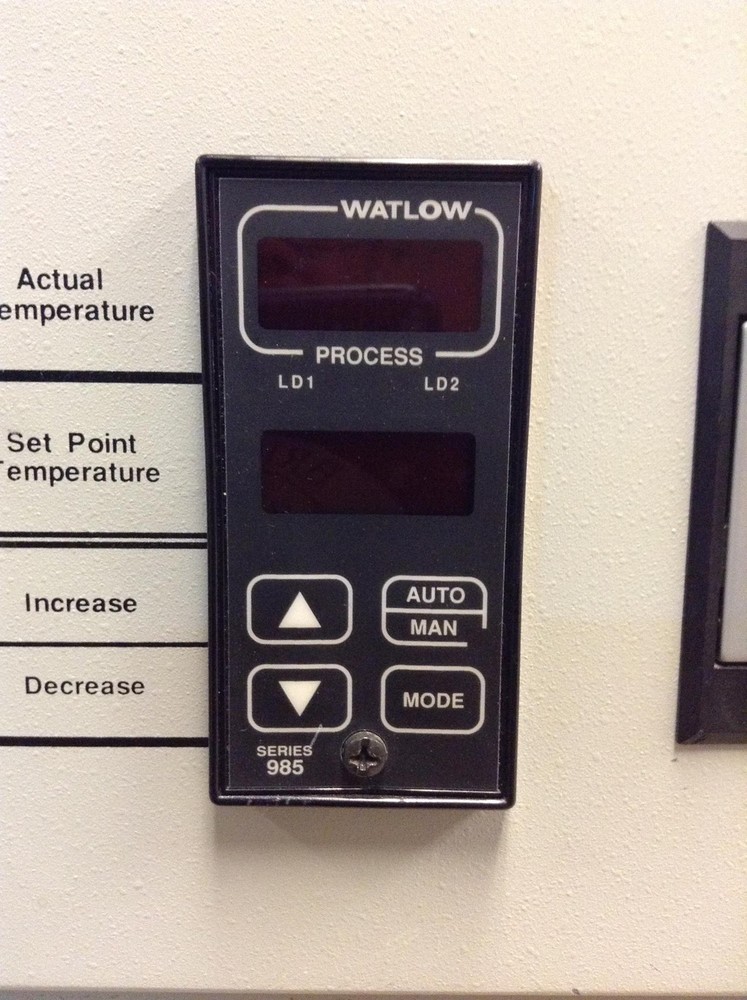 WATLOW
Actual
emperature
PROCESS
LD1 LD2
Set Point
Temperature
AUTO
MAN
Increase
Decrease
MODE
SERIES
985